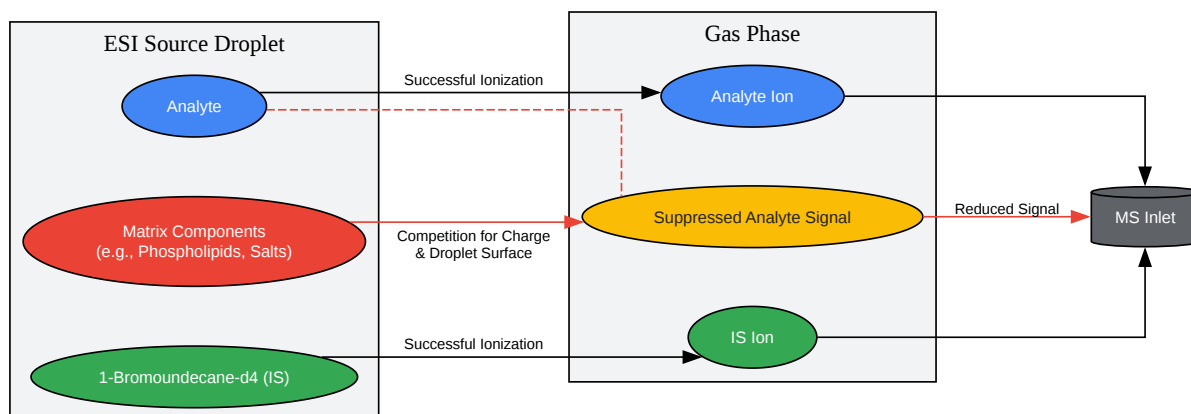 ESI Source Droplet
Gas Phase
Analyte
Successful Ionization
Analyte Ion
Matrix Components
(e.g., Phospholipids, Salts)
Competition for Charge
& Droplet Surface
Suppressed Analyte Signal
Reduced Signal
MS Inlet
1-Bromoundecane-d4 (IS)
Successful Ionization
IS Ion